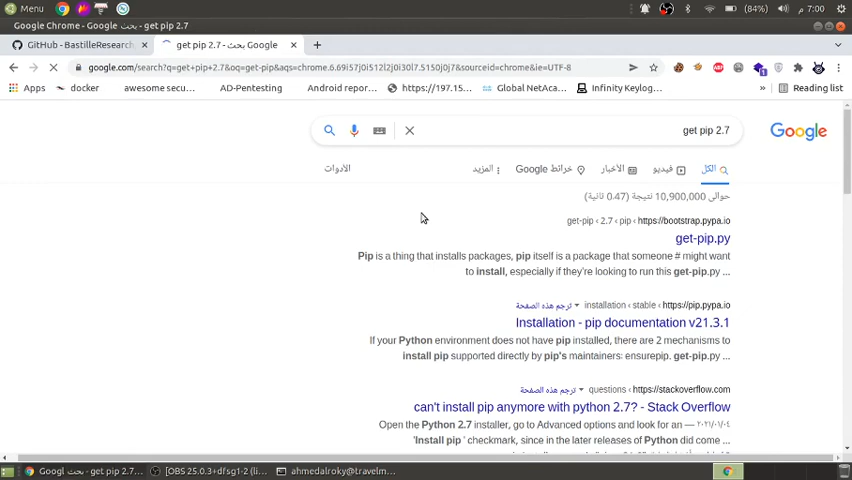 Menu
(84%)
7:00 م
Google Chrome - Google بحث - get pip 2.7
GitHub - BastilleResearch
get pip 2.7 - بحث Google
google.com/search?q=get+pip+2.7&oq=get-pip&aqs=chrome.6.69i57j0i512l2j0i30l7.5150j0j7&sourceid=chrome&ie=UTF-8
Apps
docker
awesome secu...
AD-Pentesting
Android repor...
https://197.15...
Global NetAca...
Infinity Keylog...
Reading list
get pip 2.7
Google
الكل
فيديو
الأخبار
خرائط Google
المزيد
الأدوات
حوالى 10,900,000 نتيجة (0.47 ثانية)
https://bootstrap.pypa.io › pip › 2.7 › get-pip
get-pip.py
Pip is a thing that installs packages, pip itself is a package that someone # might want
to install, especially if they're looking to run this get-pip.py ...
https://pip.pypa.io › stable › installation ترجم هذه الصفحة
Installation - pip documentation v21.3.1
If your Python environment does not have pip installed, there are 2 mechanisms to
install pip supported directly by pip's maintainers: ensurepip. get-pip.py ...
https://stackoverflow.com › questions ترجم هذه الصفحة
can't install pip anymore with python 2.7? - Stack Overflow
٢٠٢١/٠١/٠٤ — Open the Python 2.7 installer, go to Advanced options and look for an
'Install pip ' checkmark, since in the later releases of Python did come ...
Googl بحث - get pip 2.7...
[OBS 25.0.3+dfsg1-2 (li...
ahmedalroky@travelm...